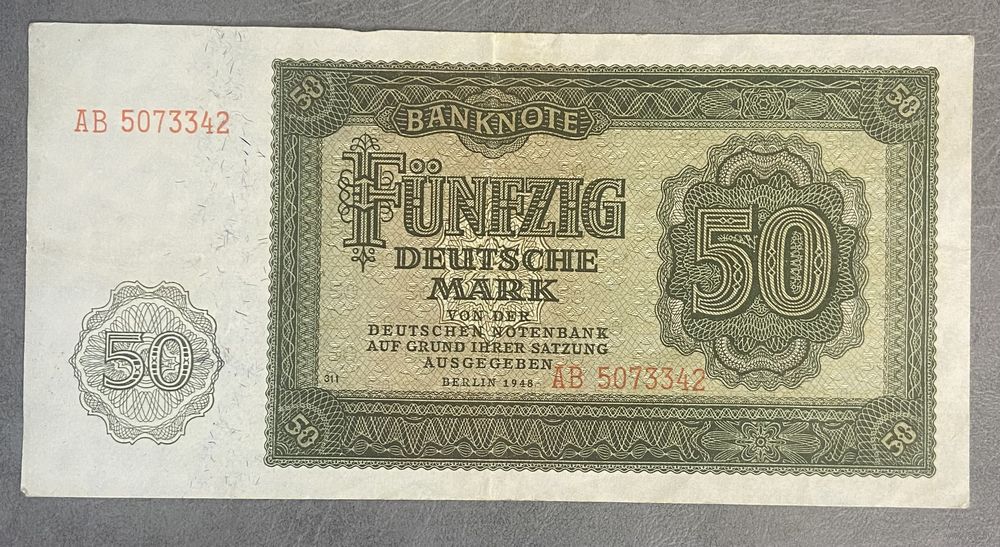 50
50
BANKNOTE
AB 5073342
FÜNFZIG
50
DEUTSCHE
MARK
VON DER
DEUTSCHEN NOTENBANK
AUF GRUND IHRER SATZUNG
AUSGEGEBEN
50
311
BERLIN 1948
AB 5073342
50
50